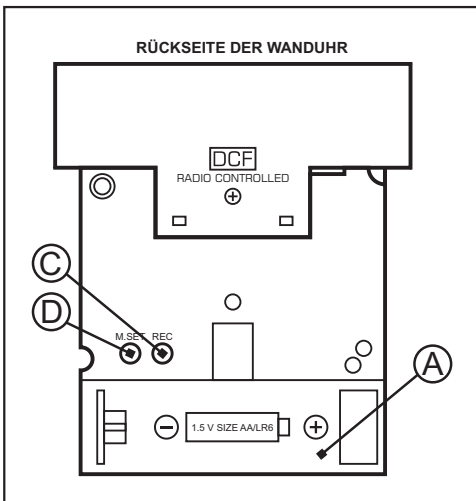 RÜCKSEITE DER WANDUHR
DCF
RADIO CONTROLLED
C
D
M.SET REC
A
− 1.5 V SIZE AA/LR6 +